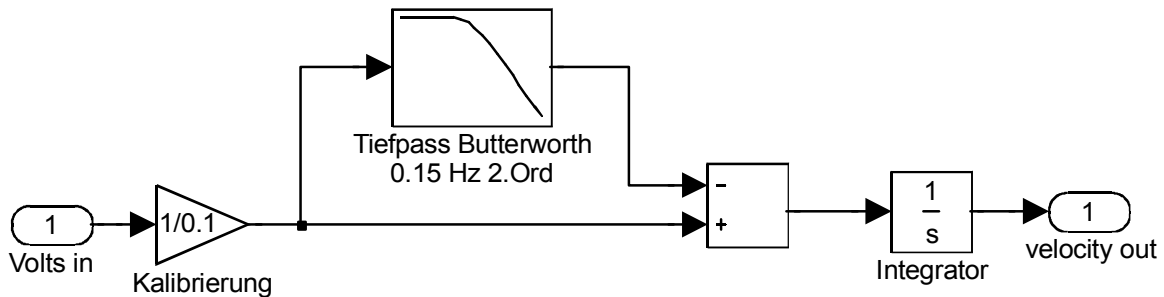 Tiefpass Butterworth
0.15 Hz 2.Ord
1
Volts in
1/0.1
Kalibrierung
−
+
1
s
Integrator
1
velocity out